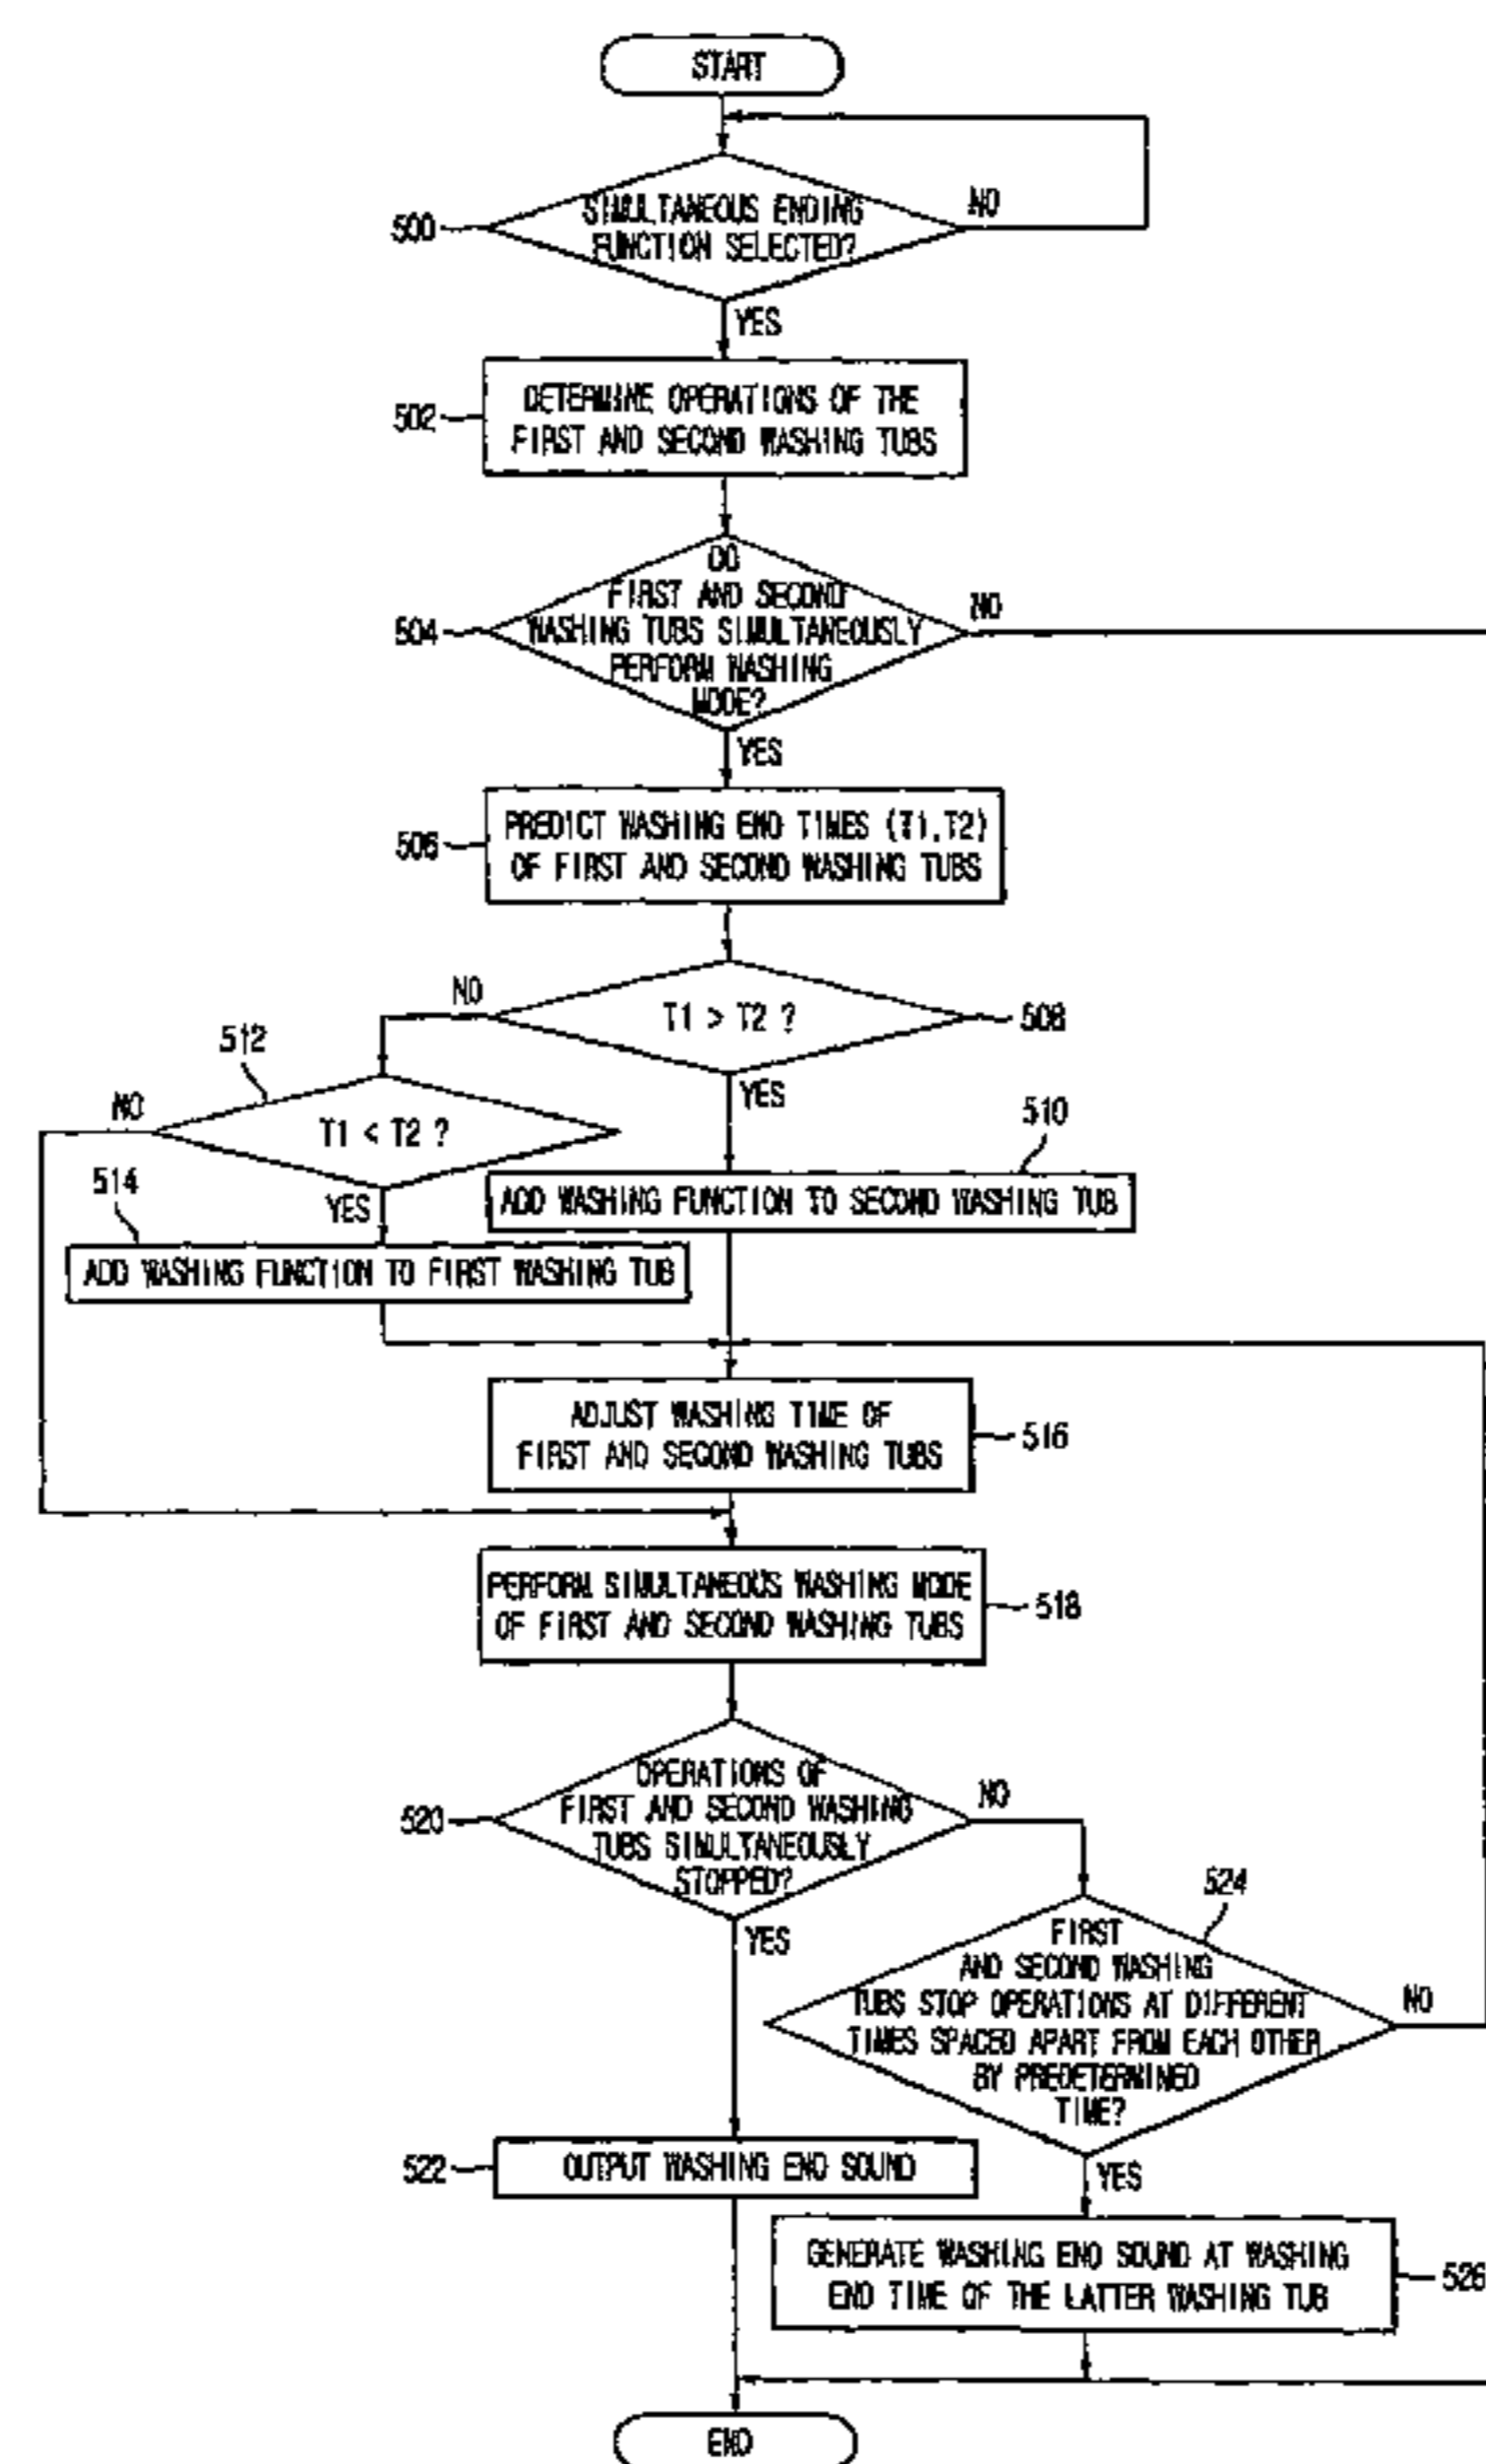 START
500
SIMULTANEOUS ENDING
FUNCTION SELECTED?
NO
YES
502
DETERMINE OPERATIONS OF THE
FIRST AND SECOND WASHING TUBS
504
DO
FIRST AND SECOND
WASHING TUBS SIMULTANEOUSLY
PERFORM WASHING
MODE?
NO
YES
506
PREDICT WASHING END TIMES (T1,T2)
OF FIRST AND SECOND WASHING TUBS
NO
T1 > T2 ?
508
YES
512
NO
T1 < T2 ?
510
514
YES
ADD WASHING FUNCTION TO SECOND WASHING TUB
ADD WASHING FUNCTION TO FIRST WASHING TUB
ADJUST WASHING TIME OF
FIRST AND SECOND WASHING TUBS
516
PERFORM SIMULTANEOUS WASHING MODE
OF FIRST AND SECOND WASHING TUBS
518
520
OPERATIONS OF
FIRST AND SECOND WASHING
TUBS SIMULTANEOUSLY
STOPPED?
NO
YES
524
FIRST
AND SECOND WASHING
TUBS STOP OPERATIONS AT DIFFERENT
TIMES SPACED APART FROM EACH OTHER
BY PREDETERMINED
TIME?
NO
YES
522
OUTPUT WASHING END SOUND
GENERATE WASHING END SOUND AT WASHING
END TIME OF THE LATTER WASHING TUB
526
END